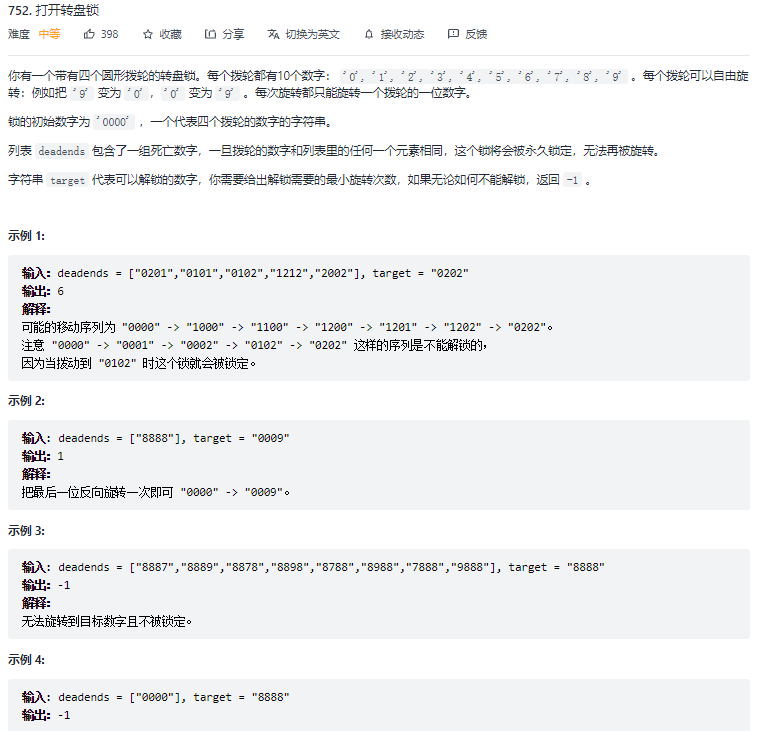 752. 打开转盘锁
难度 中等 398 收藏 分享 切换为英文 接收动态 反馈
你有一个带有四个圆形拨轮的转盘锁。每个拨轮都有10个数字： '0', '1', '2', '3', '4', '5', '6', '7', '8', '9' 。每个拨轮可以自由旋
转：例如把 '9' 变为 '0'，'0' 变为 '9' 。每次旋转都只能旋转一个拨轮的一位数字。
锁的初始数字为 '0000' ，一个代表四个拨轮的数字的字符串。
列表 deadends 包含了一组死亡数字，一旦拨轮的数字和列表里的任何一个元素相同，这个锁将会被永久锁定，无法再被旋转。
字符串 target 代表可以解锁的数字，你需要给出解锁需要的最小旋转次数，如果无论如何不能解锁，返回 -1 。
示例 1:
输入：deadends = ["0201","0101","0102","1212","2002"], target = "0202"
输出：6
解释：
可能的移动序列为 "0000" -> "1000" -> "1100" -> "1200" -> "1201" -> "1202" -> "0202"。
注意 "0000" -> "0001" -> "0002" -> "0102" -> "0202" 这样的序列是不能解锁的，
因为当拨动到 "0102" 时这个锁就会被锁定。
示例 2:
输入: deadends = ["8888"], target = "0009"
输出：1
解释：
把最后一位反向旋转一次即可 "0000" -> "0009"。
示例 3:
输入: deadends = ["8887","8889","8878","8898","8788","8988","7888","9888"], target = "8888"
输出：-1
解释：
无法旋转到目标数字且不被锁定。
示例 4:
输入: deadends = ["0000"], target = "8888"
输出：-1